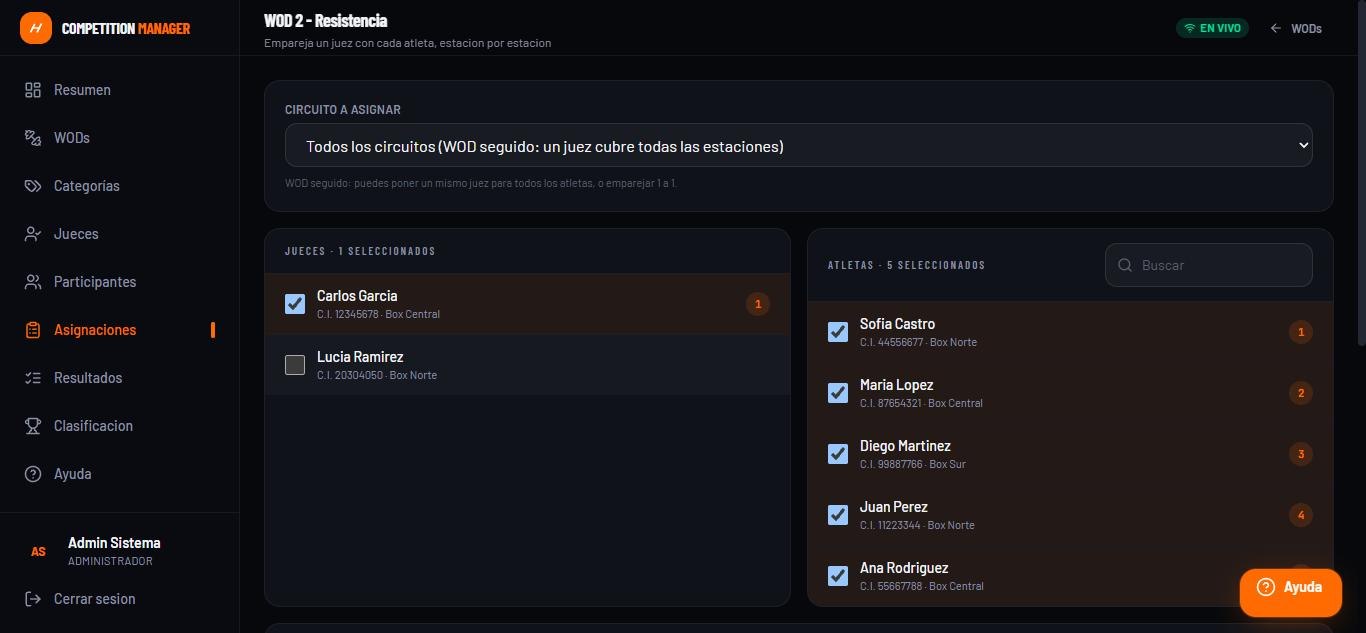 COMPETITION MANAGER
Resumen
WODs
Categorías
Jueces
Participantes
Asignaciones
Resultados
Clasificacion
Ayuda
AS
Admin Sistema
ADMINISTRADOR
Cerrar sesion
WOD 2 - Resistencia
Empareja un juez con cada atleta, estacion por estacion
EN VIVO
WODs
CIRCUITO A ASIGNAR
Todos los circuitos (WOD seguido: un juez cubre todas las estaciones)
WOD seguido: puedes poner un mismo juez para todos los atletas, o emparejar 1 a 1.
JUECES · 1 SELECCIONADOS
Carlos Garcia
C.I. 12345678 · Box Central
1
Lucia Ramirez
C.I. 20304050 · Box Norte
ATLETAS · 5 SELECCIONADOS
Buscar
Sofia Castro
C.I. 44556677 · Box Norte
1
Maria Lopez
C.I. 87654321 · Box Central
2
Diego Martinez
C.I. 99887766 · Box Sur
3
Juan Perez
C.I. 11223344 · Box Norte
4
Ana Rodriguez
C.I. 55667788 · Box Central
Ayuda